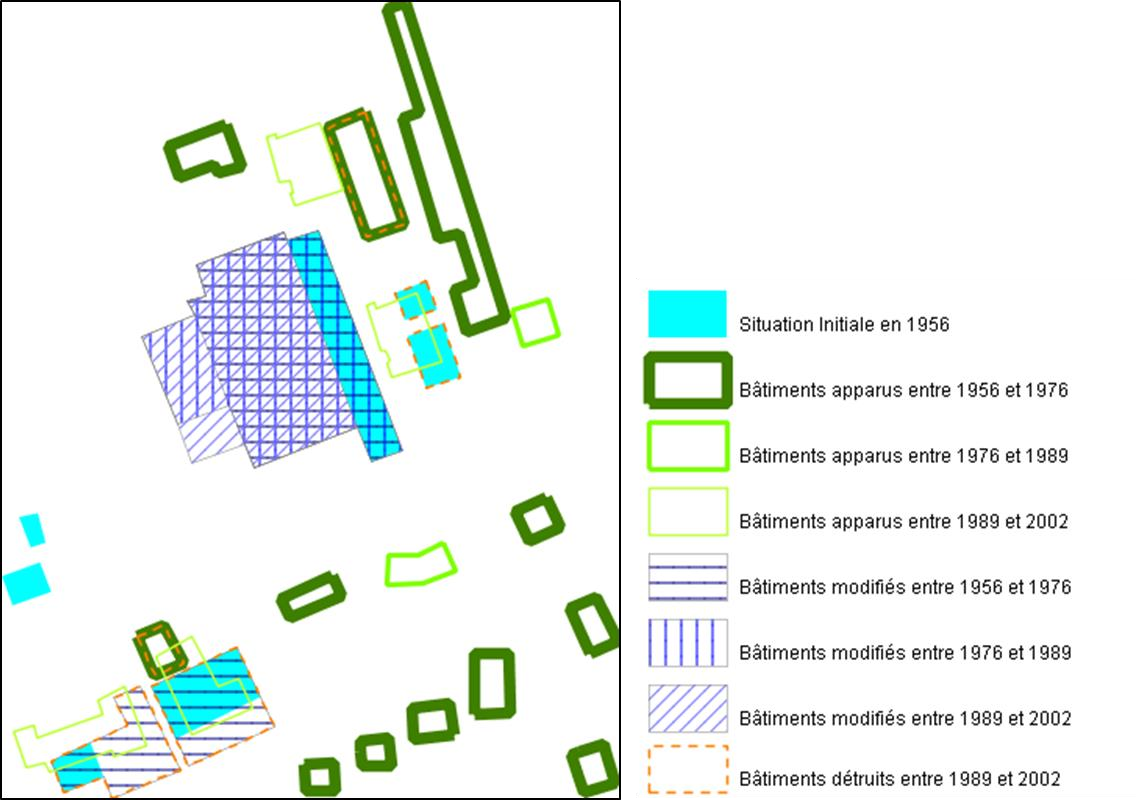 Situation Initiale en 1956
Bâtiments apparus entre 1956 et 1976
Bâtiments apparus entre 1976 et 1989
Bâtiments apparus entre 1989 et 2002
Bâtiments modifiés entre 1956 et 1976
Bâtiments modifiés entre 1976 et 1989
Bâtiments modifiés entre 1989 et 2002
Bâtiments détruits entre 1989 et 2002